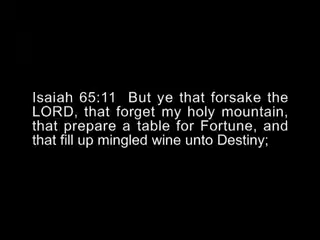 Isaiah 65:11  But ye that forsake the
LORD, that forget my holy mountain,
that prepare a table for Fortune, and
that fill up mingled wine unto Destiny;